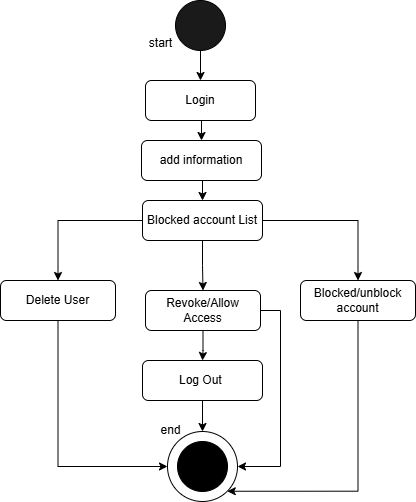 start
Login
add information
Blocked account List
Delete User
Revoke/Allow
Access
Blocked/unblock
account
Log Out
end